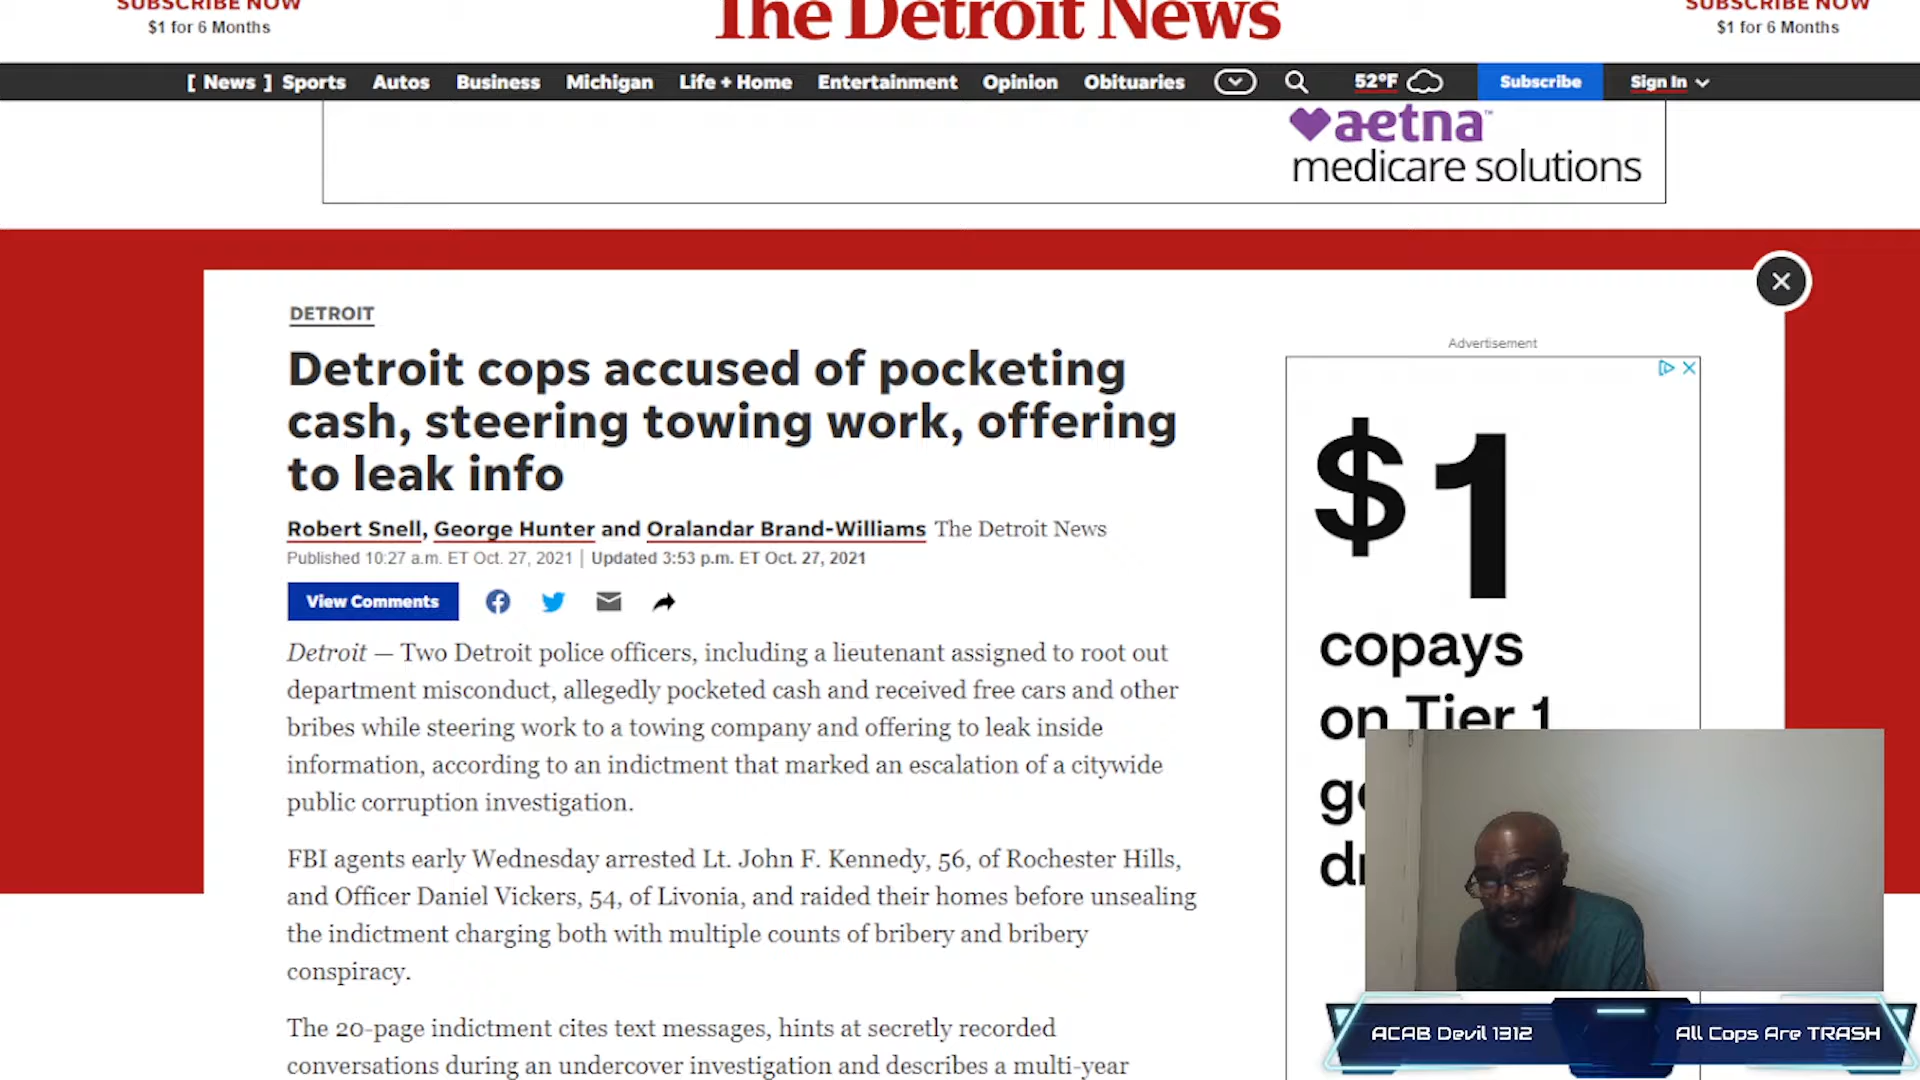 SUBSCRIBE NOW
$1 for 6 Months
The Detroit News
SUBSCRIBE NOW
$1 for 6 Months
[ News ] Sports Autos Business Michigan Life + Home Entertainment Opinion Obituaries 52°F Subscribe Sign In
aetna™
medicare solutions
DETROIT
Detroit cops accused of pocketing
cash, steering towing work, offering
to leak info
Robert Snell, George Hunter and Oralandar Brand-Williams The Detroit News
Published 10:27 a.m. ET Oct. 27, 2021 | Updated 3:53 p.m. ET Oct. 27, 2021
View Comments
Detroit — Two Detroit police officers, including a lieutenant assigned to root out
department misconduct, allegedly pocketed cash and received free cars and other
bribes while steering work to a towing company and offering to leak inside
information, according to an indictment that marked an escalation of a citywide
public corruption investigation.
FBI agents early Wednesday arrested Lt. John F. Kennedy, 56, of Rochester Hills,
and Officer Daniel Vickers, 54, of Livonia, and raided their homes before unsealing
the indictment charging both with multiple counts of bribery and bribery
conspiracy.
The 20-page indictment cites text messages, hints at secretly recorded
conversations during an undercover investigation and describes a multi-year
Advertisement
$1
copays
on Tier 1
ACAB Devil 1312
All Cops Are TRASH